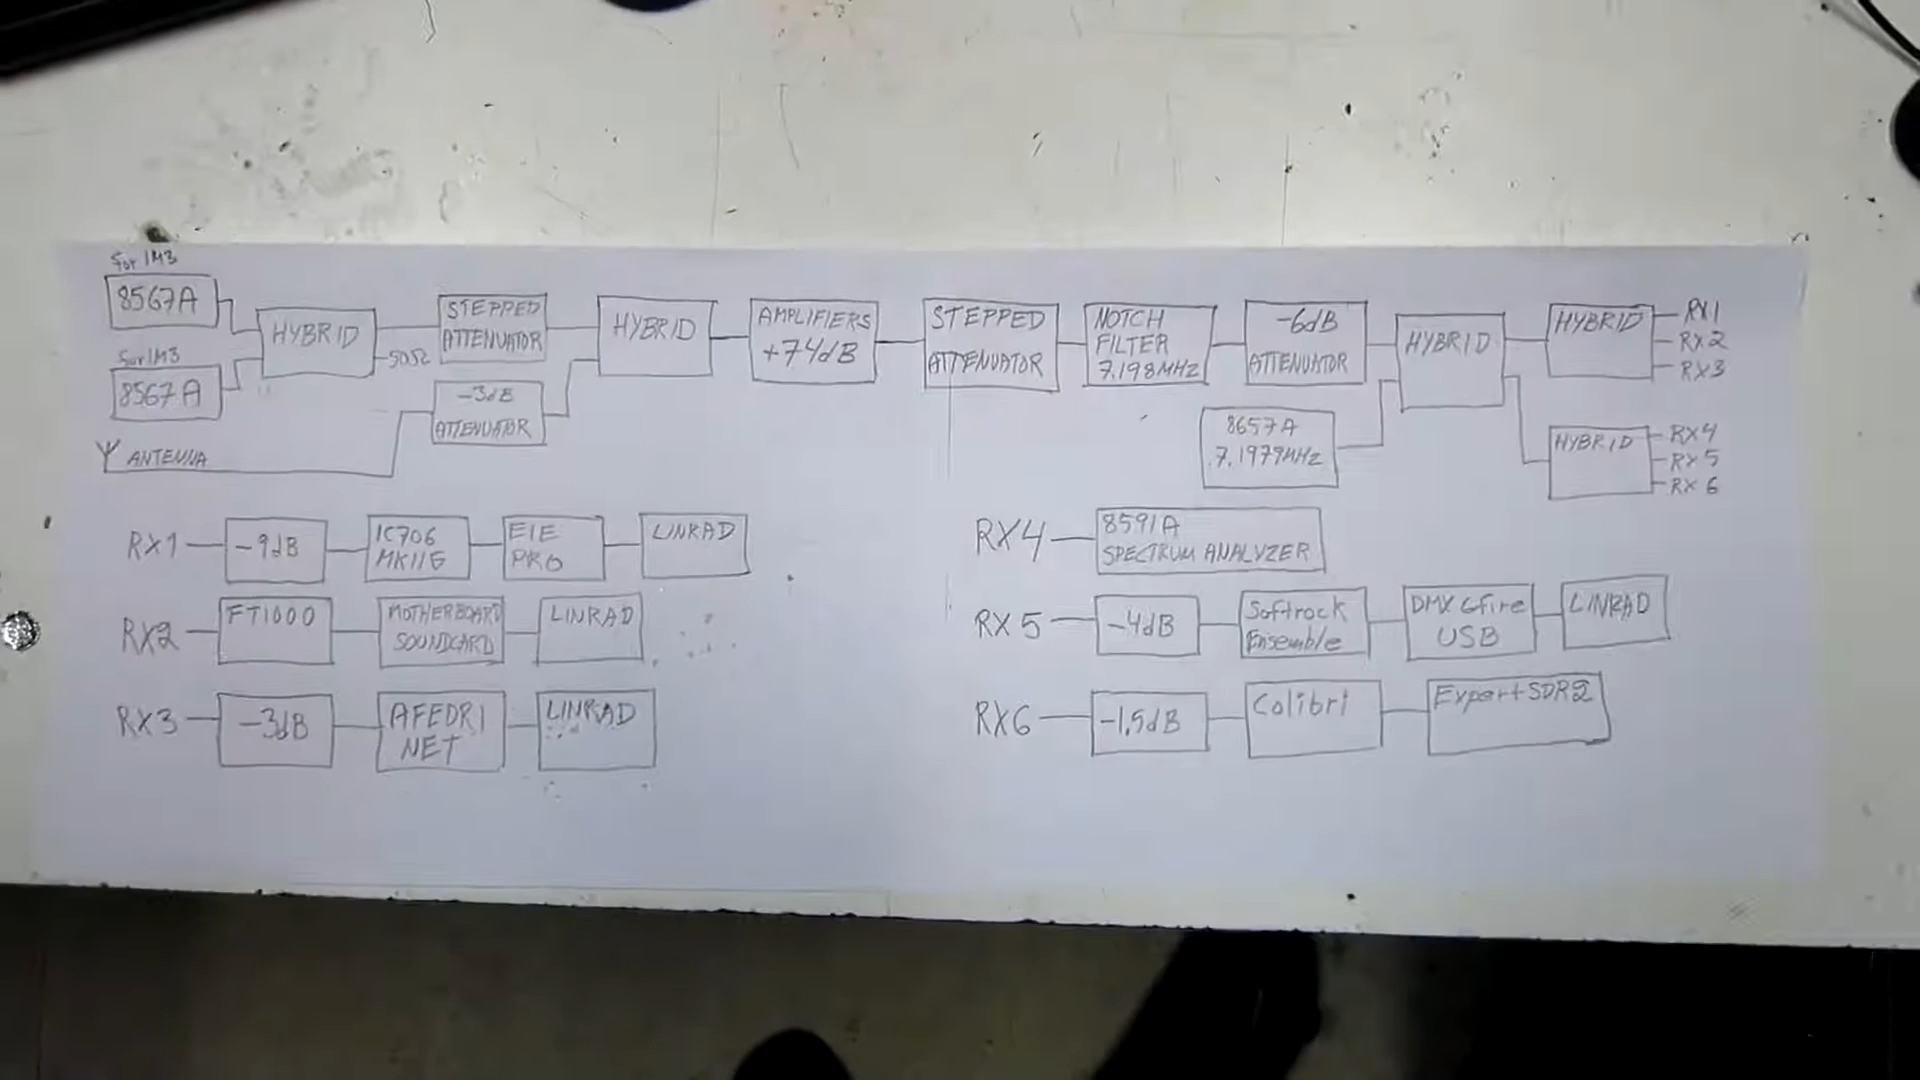 For IM3
8567A
HYBRID
For IM3
8567A
50Ω
STEPPED
ATTENUATOR
-3dB
ATTENUATOR
ANTENNA
HYBRID
AMPLIFIERS
+74dB
STEPPED
ATTENUATOR
NOTCH
FILTER
7.198MHz
-6dB
ATTENUATOR
8657A
7.1979MHz
HYBRID
HYBRID
RX1
RX2
RX3
HYBRID
RX4
RX5
RX6
RX1
-9dB
IC706
MKIIG
E1E
PRO
LINRAD
RX2
FT1000
MOTHERBOARD
SOUNDCARD
LINRAD
RX3
-3dB
AFEDRI
NET
LINRAD
RX4
8591A
SPECTRUM ANALYZER
RX5
-4dB
Softrock
Ensemble
DMX 6fire
USB
LINRAD
RX6
-1,5dB
Colibri
ExpertSDR2